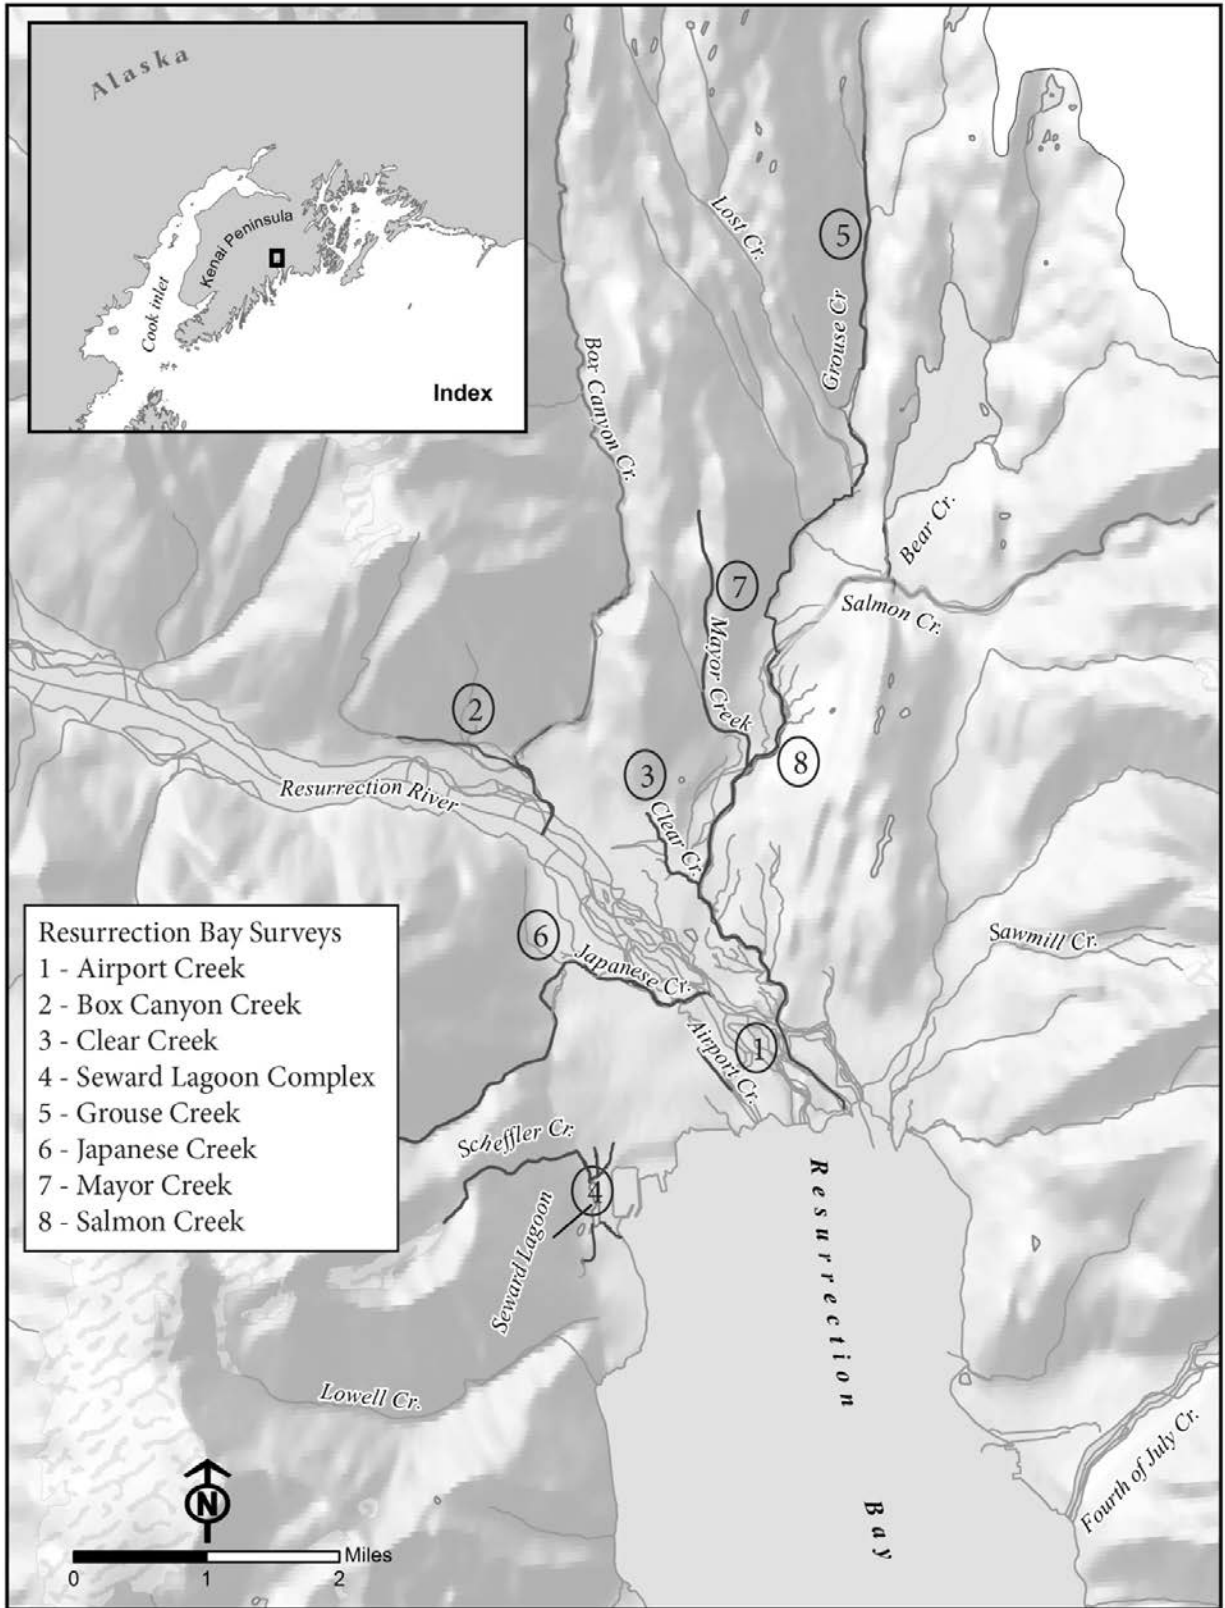 Alaska
Kenai Peninsula
Cook inlet
Index
Lost Cr.
5
Grouse Cr
Box Canyon Cr.
Bear Cr.
7
Salmon Cr.
Mayor Creek
2
3
8
Resurrection River
Clear Cr.
Resurrection Bay Surveys
1 - Airport Creek
2 - Box Canyon Creek
3 - Clear Creek
4 - Seward Lagoon Complex
5 - Grouse Creek
6 - Japanese Creek
7 - Mayor Creek
8 - Salmon Creek
6
Japanese Cr.
Sawmill Cr.
Airport Cr.
1
Scheffler Cr.
4
Seward Lagoon
Resurrection Bay
Lowell Cr.
Fourth of July Cr.
N
Miles
0 1 2